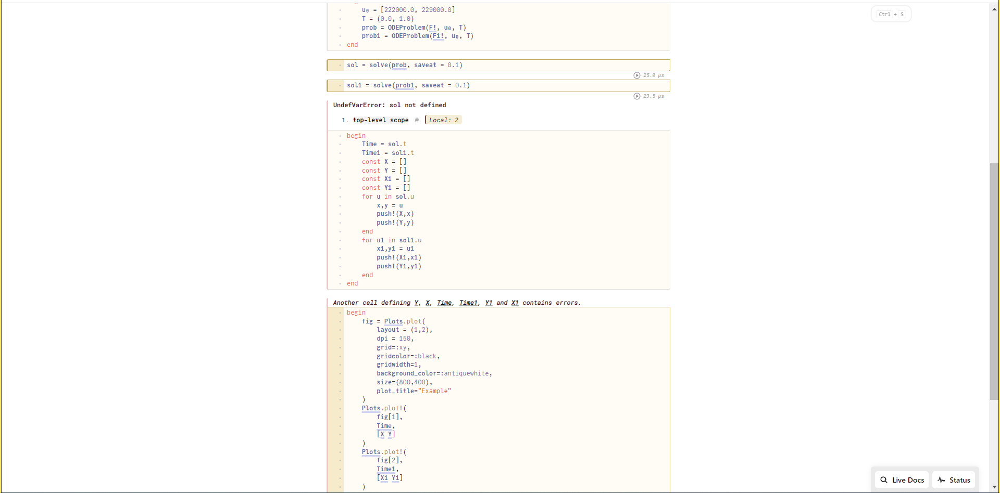 u₀ = [222000.0, 229000.0]
T = (0.0, 1.0)
prob = ODEProblem(F!, u₀, T)
prob1 = ODEProblem(F1!, u₀, T)
end
Ctrl + S
sol = solve(prob, saveat = 0.1)
25.0 μs
sol1 = solve(prob1, saveat = 0.1)
23.5 μs
UndefVarError: sol not defined
1. top-level scope @ Local: 2
begin
Time = sol.t
Time1 = sol1.t
const X = []
const Y = []
const X1 = []
const Y1 = []
for u in sol.u
x,y = u
push!(X,x)
push!(Y,y)
end
for u1 in sol1.u
x1,y1 = u1
push!(X1,x1)
push!(Y1,y1)
end
end
Another cell defining Y, X, Time, Time1, Y1 and X1 contains errors.
begin
fig = Plots.plot(
layout = (1,2),
dpi = 150,
grid=:xy,
gridcolor=:black,
gridwidth=1,
background_color=:antiquewhite,
size=(800,400),
plot_title="Example"
)
Plots.plot!(
fig[1],
Time,
[X Y]
)
Plots.plot!(
fig[2],
Time1,
[X1 Y1]
)
Live Docs
Status